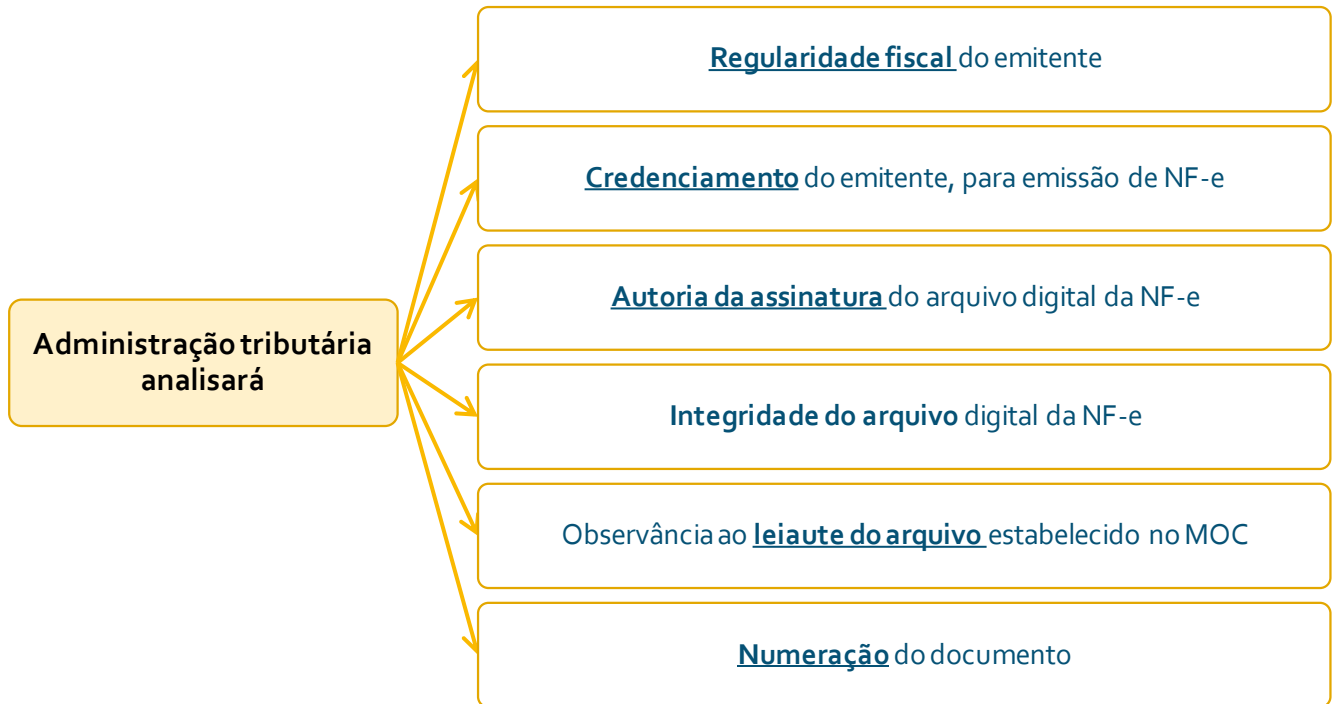 Administração tributária
analisará
Regularidade fiscal do emitente
Credenciamento do emitente, para emissão de NF-e
Autoria da assinatura do arquivo digital da NF-e
Integridade do arquivo digital da NF-e
Observância ao leiaute do arquivo estabelecido no MOC
Numeração do documento